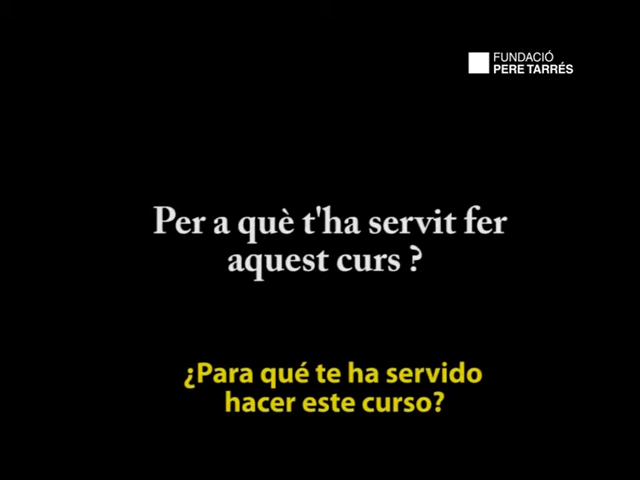 FUNDACIÓ
PERE TARRÉS
Per a què t'ha servit fer
aquest curs ?
¿Para qué te ha servido
hacer este curso?